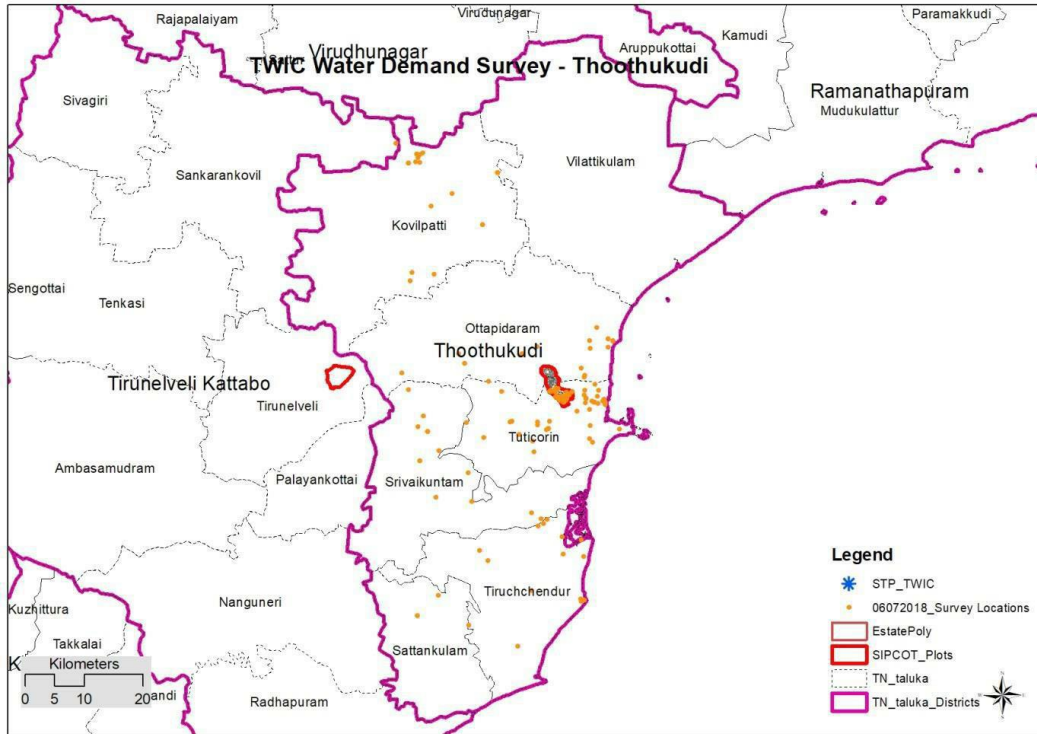 Rajapalaiyam
Virudunagar
Paramakkudi
Kamudi
Aruppukottai
Virudhunagar
Sattur
TWIC Water Demand Survey - Thoothukudi
Ramanathapuram
Mudukulattur
Sivagiri
Vilattikulam
Sankarankovil
Kovilpatti
Sengottai
Tenkasi
Ottapidaram
Thoothukudi
Tirunelveli Kattabo
Tirunelveli
Tuticorin
Ambasamudram
Palayankottai
Srivaikuntam
Tiruchchendur
Nanguneri
Kuzhittura
Takkalai
Sattankulam
Radhapuram
K
andi
Kilometers
0 5 10 20
Legend
STP_TWIC
06072018_Survey Locations
EstatePoly
SIPCOT_Plots
TN_taluka
TN_taluka_Districts